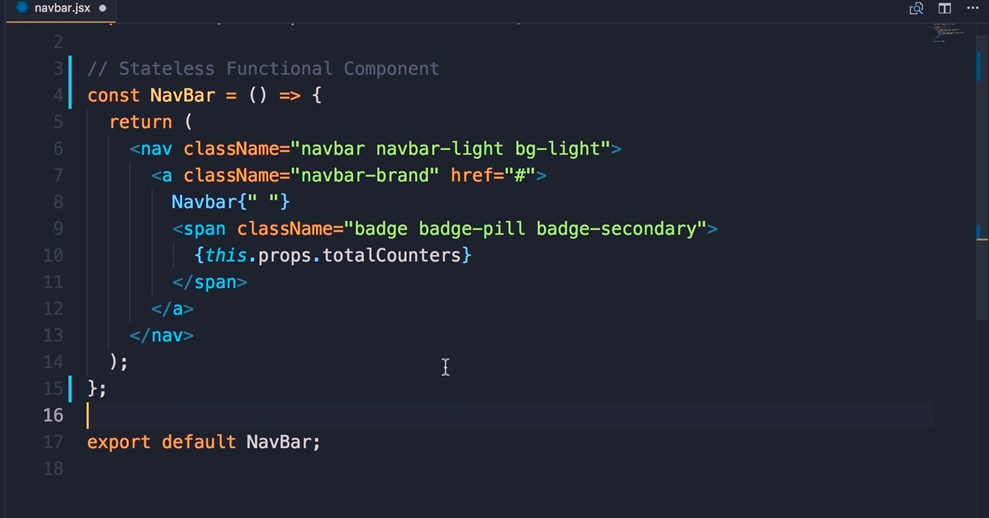 navbar.jsx
2
3 // Stateless Functional Component
4 const NavBar = () => {
5 return (
6 <nav className="navbar navbar-light bg-light">
7 <a className="navbar-brand" href="#">
8 Navbar{" "}
9 <span className="badge badge-pill badge-secondary">
10 {this.props.totalCounters}
11 </span>
12 </a>
13 </nav>
14 );
15 };
16
17 export default NavBar;
18